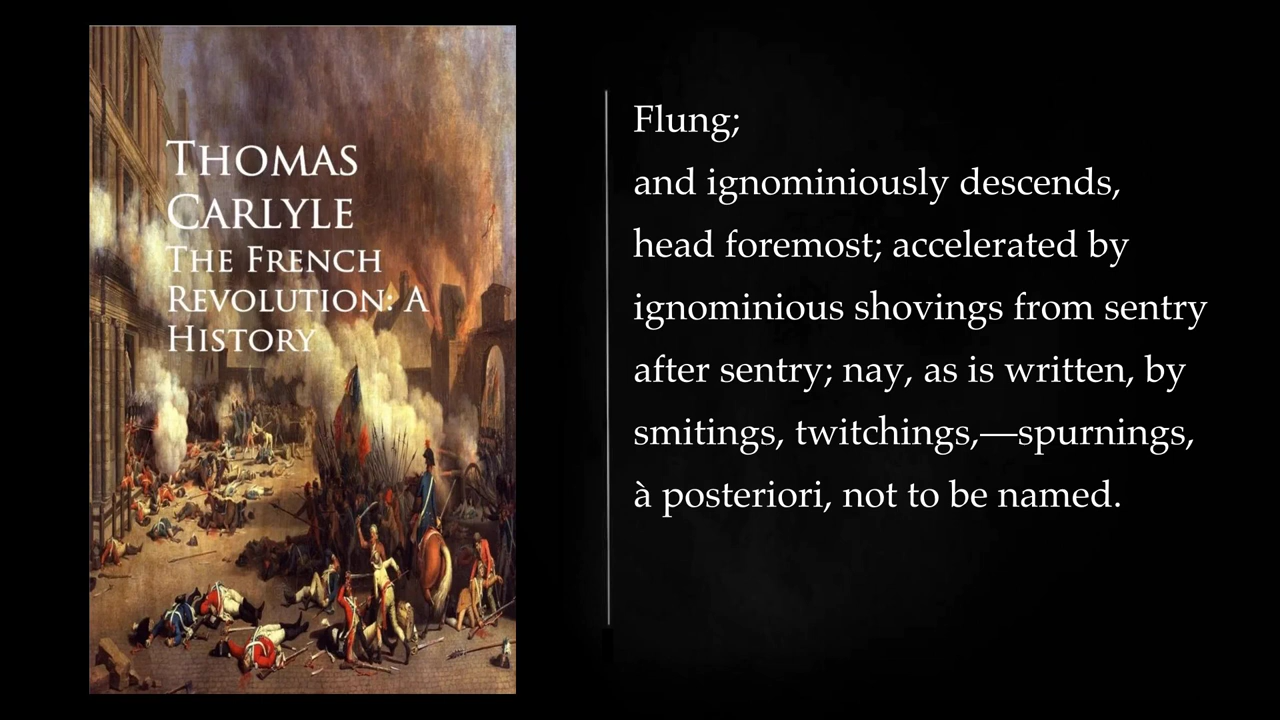 THOMAS
CARLYLE
THE FRENCH
REVOLUTION: A
HISTORY
Flung;
and ignominiously descends,
head foremost; accelerated by
ignominious shovings from sentry
after sentry; nay, as is written, by
smitings, twitchings,—spurnings,
à posteriori, not to be named.